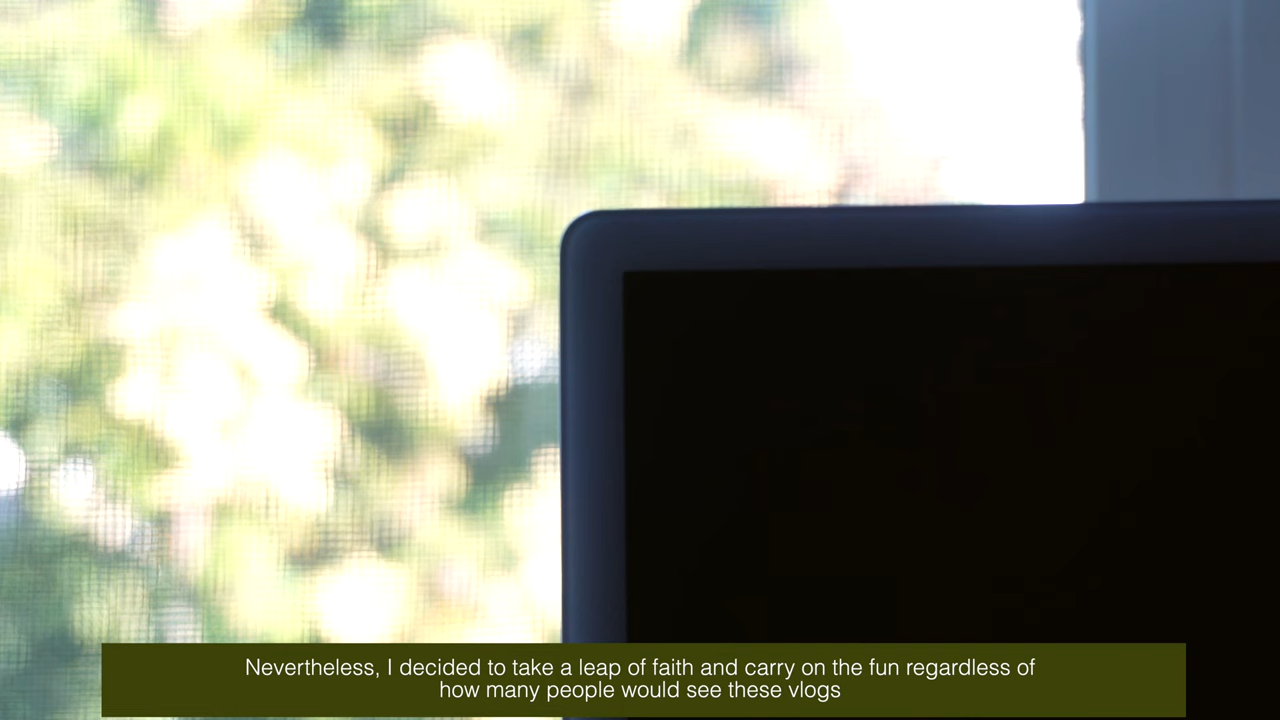 Nevertheless, I decided to take a leap of faith and carry on the fun regardless of
how many people would see these vlogs